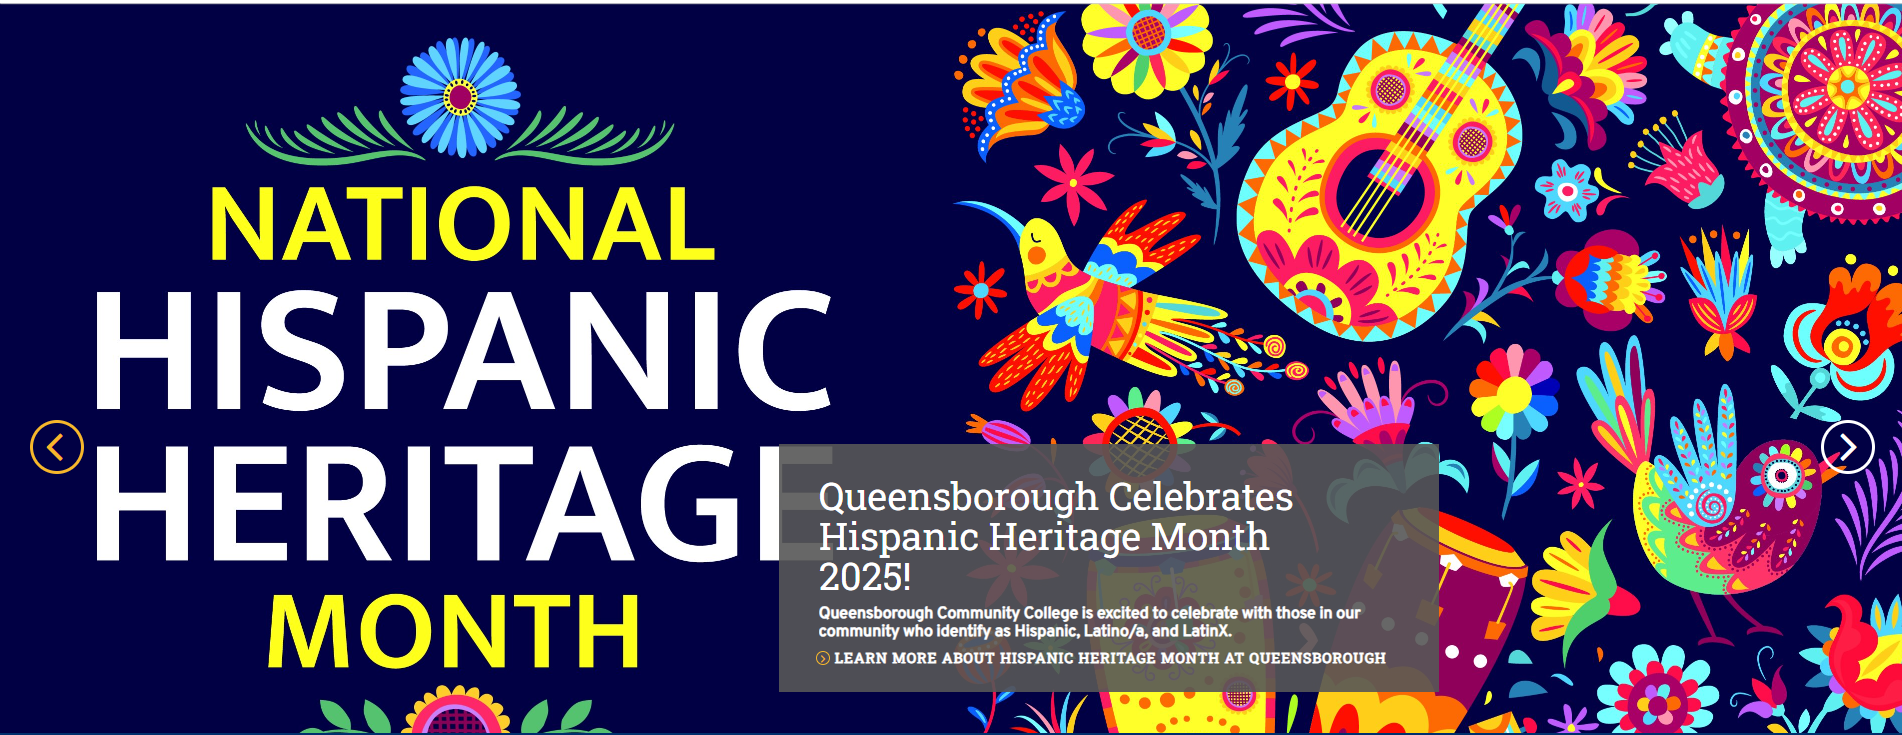 NATIONAL
HISPANIC
HERITAGE
MONTH
Queensborough Celebrates
Hispanic Heritage Month
2025!
Queensborough Community College is excited to celebrate with those in our
community who identify as Hispanic, Latino/a, and LatinX.
LEARN MORE ABOUT HISPANIC HERITAGE MONTH AT QUEENSBOROUGH